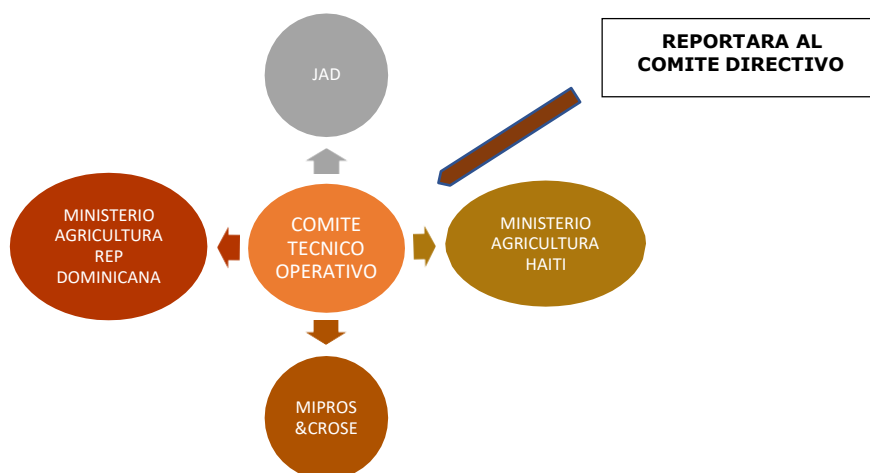 JAD
REPORTARA AL
COMITE DIRECTIVO
MINISTERIO
AGRICULTURA
REP
DOMINICANA
COMITE
TECNICO
OPERATIVO
MINISTERIO
AGRICULTURA
HAITI
MIPROS
&CROSE